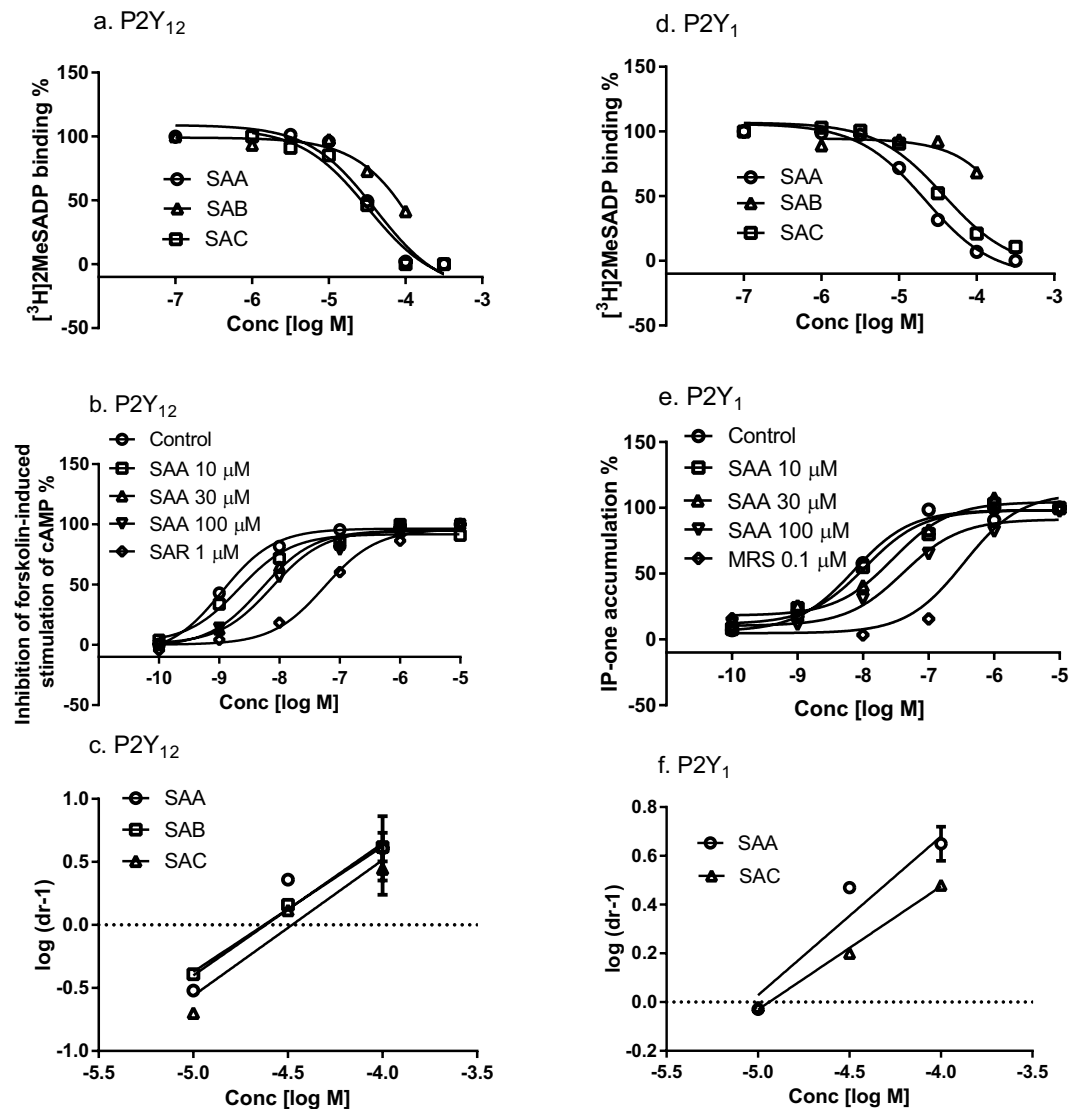 a. P2Y12
[3H]2MeSADP binding %
150
100
50
0
-50
SAA
SAB
SAC
-7 -6 -5 -4 -3
Conc [log M]
d. P2Y1
[3H]2MeSADP binding %
150
100
50
0
-50
SAA
SAB
SAC
-7 -6 -5 -4 -3
Conc [log M]
b. P2Y12
Inhibition of forskolin-induced
stimulation of cAMP %
Control
SAA 10 μM
SAA 30 μM
SAA 100 μM
SAR 1 μM
150
100
50
0
-50
-10 -9 -8 -7 -6 -5
Conc [log M]
e. P2Y1
IP-one accumulation %
Control
SAA 10 μM
SAA 30 μM
SAA 100 μM
MRS 0.1 μM
150
100
50
0
-50
-10 -9 -8 -7 -6 -5
Conc [log M]
c. P2Y12
log (dr-1)
1.0
0.5
0.0
-0.5
-1.0
SAA
SAB
SAC
-5.5 -5.0 -4.5 -4.0 -3.5
Conc [log M]
f. P2Y1
log (dr-1)
0.8
0.6
0.4
0.2
0.0
-0.2
SAA
SAC
-5.5 -5.0 -4.5 -4.0 -3.5
Conc [log M]